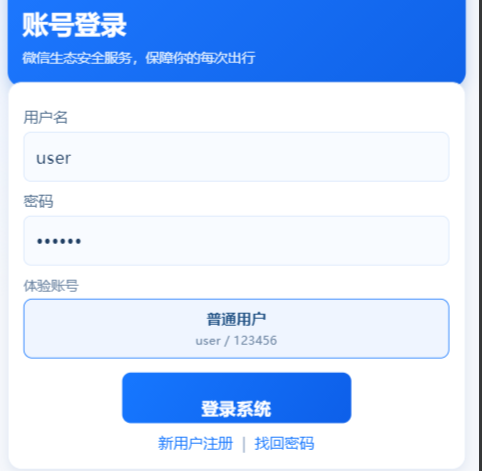 账号登录
微信生态安全服务，保障你的每次出行
用户名
user
密码
••••••
体验账号
普通用户
user / 123456
登录系统
新用户注册 | 找回密码